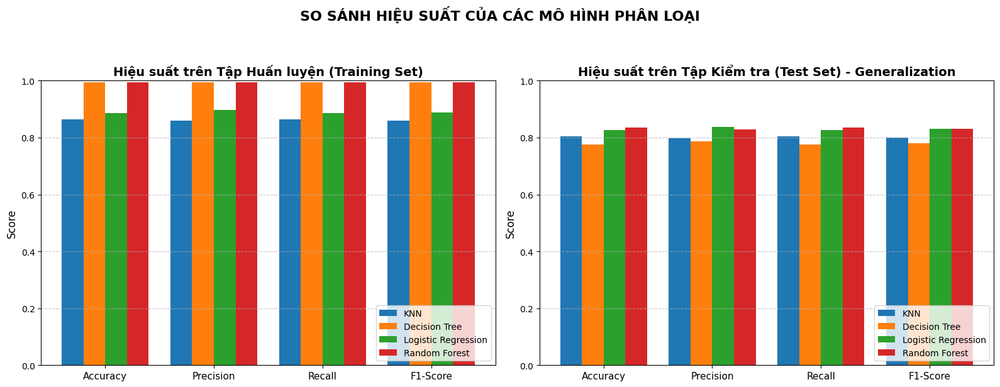 SO SÁNH HIỆU SUẤT CỦA CÁC MÔ HÌNH PHÂN LOẠI
Hiệu suất trên Tập Huấn luyện (Training Set)
Score
1.0
0.8
0.6
0.4
0.2
0.0
Accuracy
Precision
Recall
F1-Score
KNN
Decision Tree
Logistic Regression
Random Forest
Hiệu suất trên Tập Kiểm tra (Test Set) - Generalization
Score
1.0
0.8
0.6
0.4
0.2
0.0
Accuracy
Precision
Recall
F1-Score
KNN
Decision Tree
Logistic Regression
Random Forest